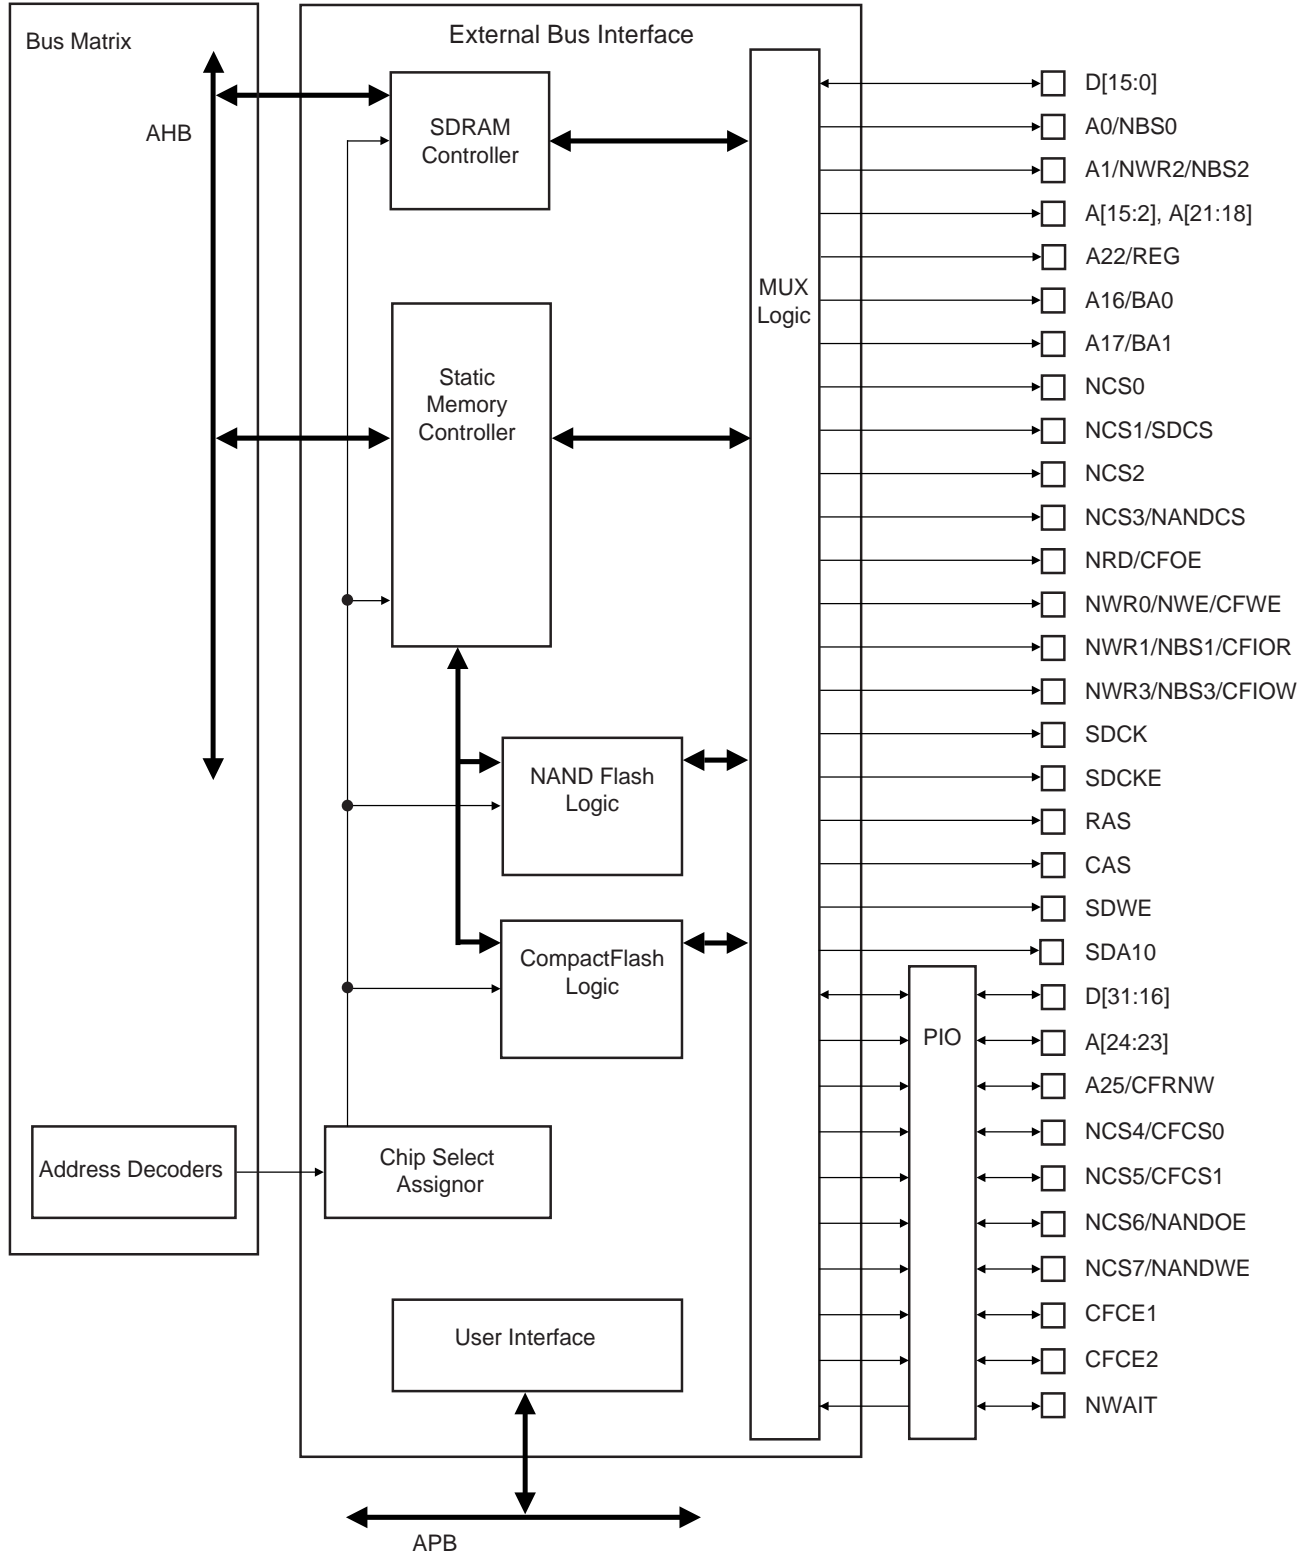 Bus Matrix
External Bus Interface
AHB
SDRAM
Controller
Static
Memory
Controller
NAND Flash
Logic
CompactFlash
Logic
Address Decoders
Chip Select
Assignor
User Interface
APB
MUX
Logic
PIO
D[15:0]
A0/NBS0
A1/NWR2/NBS2
A[15:2], A[21:18]
A22/REG
A16/BA0
A17/BA1
NCS0
NCS1/SDCS
NCS2
NCS3/NANDCS
NRD/CFOE
NWR0/NWE/CFWE
NWR1/NBS1/CFIOR
NWR3/NBS3/CFIOW
SDCK
SDCKE
RAS
CAS
SDWE
SDA10
D[31:16]
A[24:23]
A25/CFRNW
NCS4/CFCS0
NCS5/CFCS1
NCS6/NANDOE
NCS7/NANDWE
CFCE1
CFCE2
NWAIT